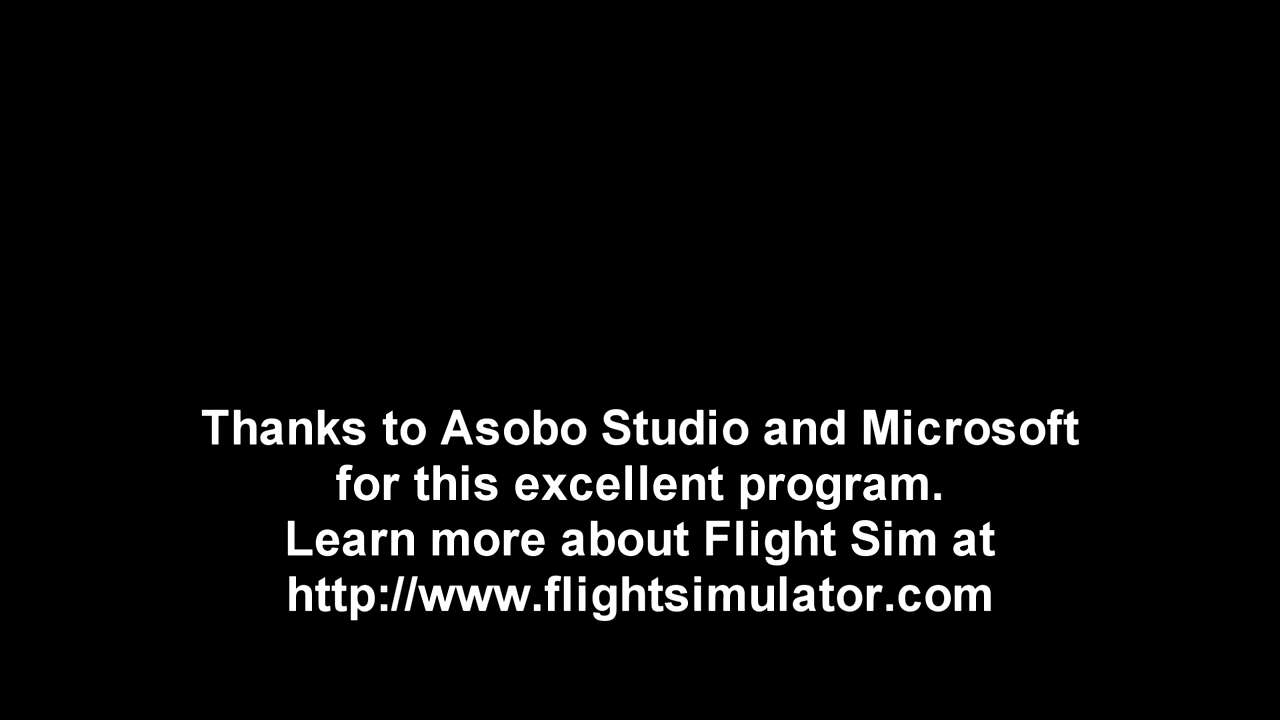 Thanks to Asobo Studio and Microsoft
for this excellent program.
Learn more about Flight Sim at
http://www.flightsimulator.com